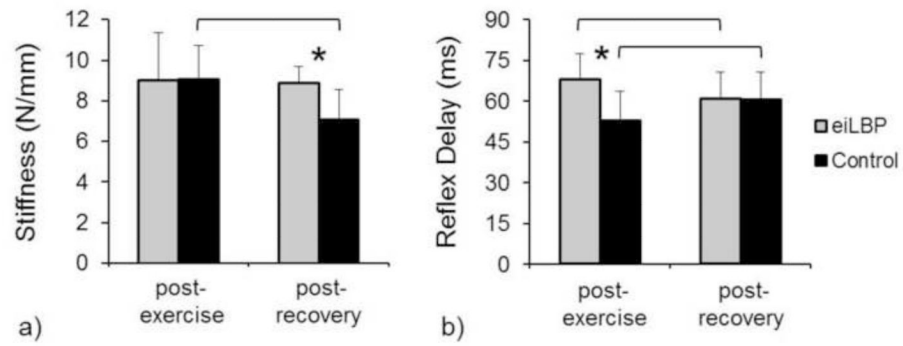 Stiffness (N/mm)
12
10
8
6
4
2
0
*
post-
exercise
post-
recovery
a)
Reflex Delay (ms)
90
75
60
45
30
15
0
*
post-
exercise
post-
recovery
b)
eiLBP
Control